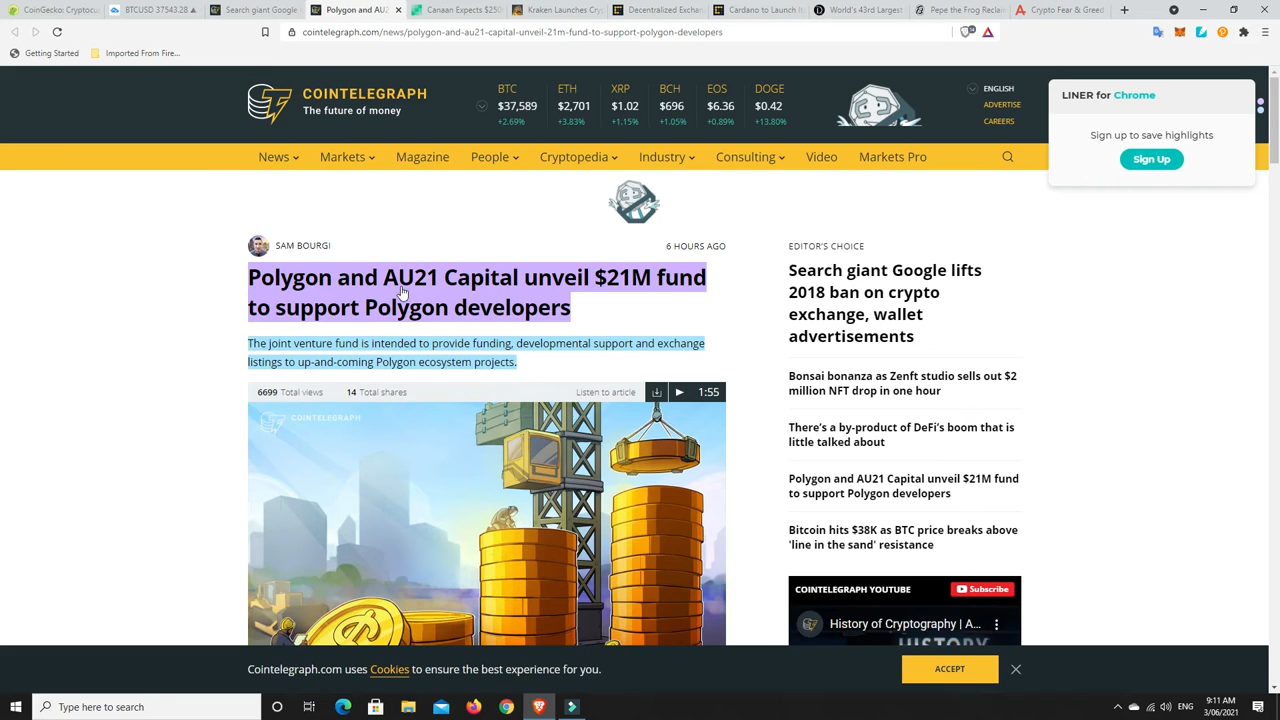 CoinGecko: Cryptocur
BTCUSD 37543.28 ▲
Search giant Google
Polygon and AU2
Canaan Expects $250
Kraken Launches Cry
Decentralized Exchan
Cardano to Launch It
World's 43rd Largest
Pepe the Frog Reclai
Crypto Fear & Greed
cointelegraph.com/news/polygon-and-au21-capital-unveil-21m-fund-to-support-polygon-developers
Getting Started
Imported From Fire...
COINTELEGRAPH
The future of money
BTC ETH XRP BCH EOS DOGE
$37,589 $2,701 $1.02 $696 $6.36 $0.42
+2.69% +3.83% +1.15% +1.05% +0.89% +13.80%
ENGLISH
ADVERTISE
CAREERS
LINER for Chrome
Sign up to save highlights
Sign Up
News Markets Magazine People Cryptopedia Industry Consulting Video Markets Pro
SAM BOURGI
6 HOURS AGO
Polygon and AU21 Capital unveil $21M fund
to support Polygon developers
The joint venture fund is intended to provide funding, developmental support and exchange
listings to up-and-coming Polygon ecosystem projects.
6699 Total views 14 Total shares
Listen to article
1:55
COINTELEGRAPH
EDITOR'S CHOICE
Search giant Google lifts
2018 ban on crypto
exchange, wallet
advertisements
Bonsai bonanza as Zenft studio sells out $2
million NFT drop in one hour
There's a by-product of DeFi's boom that is
little talked about
Polygon and AU21 Capital unveil $21M fund
to support Polygon developers
Bitcoin hits $38K as BTC price breaks above
'line in the sand' resistance
COINTELEGRAPH YOUTUBE
Subscribe
History of Cryptography | A...
HISTORY
Cointelegraph.com uses Cookies to ensure the best experience for you.
ACCEPT
Type here to search
ENG
9:11 AM
3/06/2021